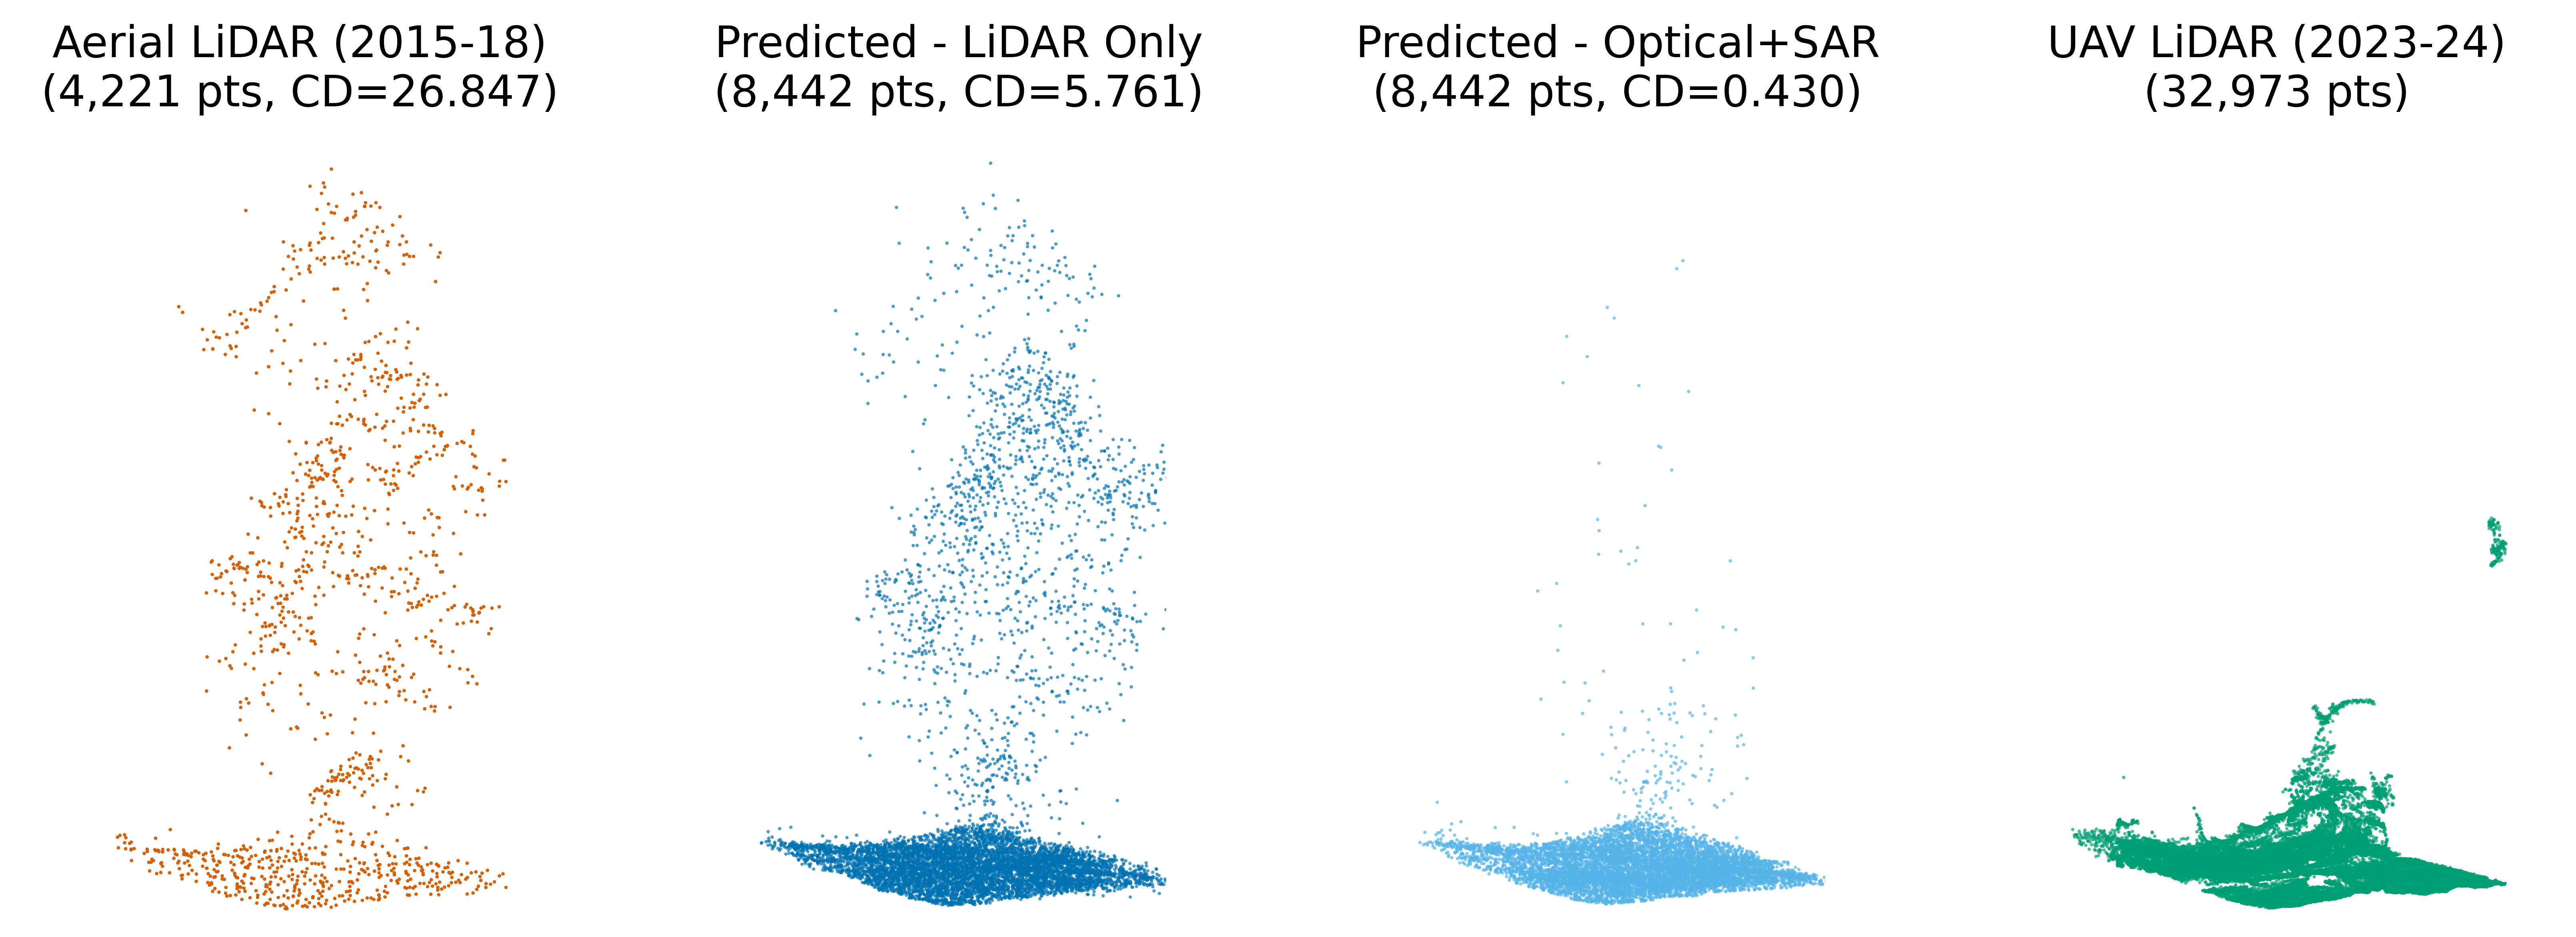 Aerial LiDAR (2015-18)
(4,221 pts, CD=26.847)
Predicted - LiDAR Only
(8,442 pts, CD=5.761)
Predicted - Optical+SAR
(8,442 pts, CD=0.430)
UAV LiDAR (2023-24)
(32,973 pts)